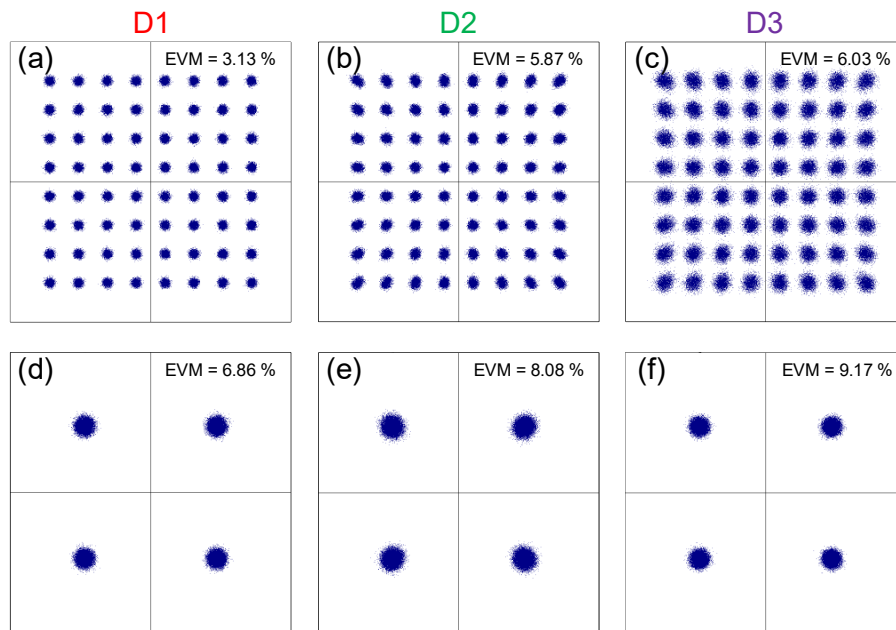 D1 D2 D3
(a) EVM = 3.13 % (b) EVM = 5.87 % (c) EVM = 6.03 %
(d) EVM = 6.86 % (e) EVM = 8.08 % (f) EVM = 9.17 %